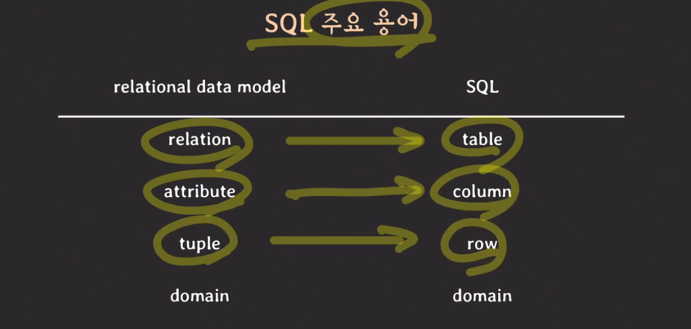 SQL 주요 용어
relational data model SQL
relation table
attribute column
tuple row
domain domain